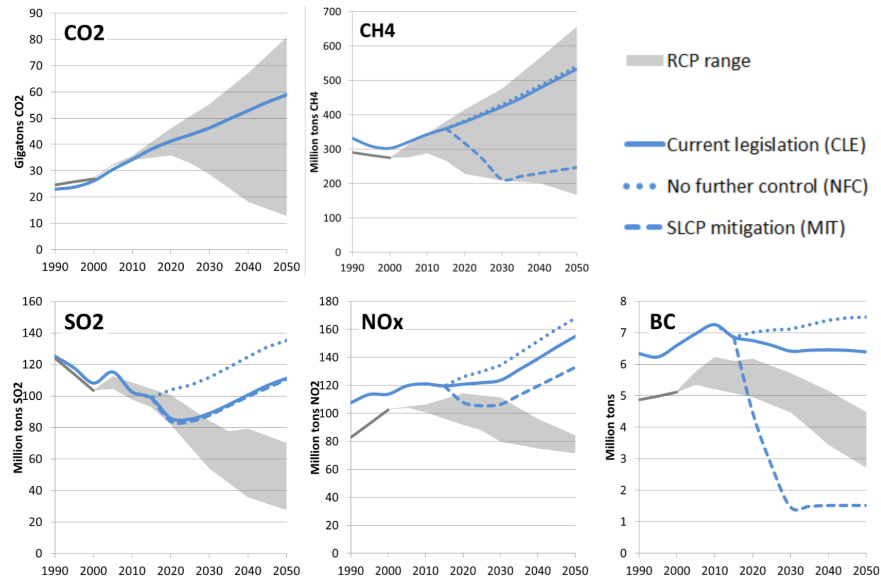 CO2
Gigatons CO2
90
80
70
60
50
40
30
20
10
0
1990 2000 2010 2020 2030 2040 2050
CH4
Million tons CH4
700
600
500
400
300
200
100
0
1990 2000 2010 2020 2030 2040 2050
RCP range
Current legislation (CLE)
No further control (NFC)
SLCP mitigation (MIT)
SO2
Million tons SO2
160
140
120
100
80
60
40
20
0
1990 2000 2010 2020 2030 2040 2050
NOx
Million tons NO2
180
160
140
120
100
80
60
40
20
0
1990 2000 2010 2020 2030 2040 2050
BC
Million tons
8
7
6
5
4
3
2
1
0
1990 2000 2010 2020 2030 2040 2050